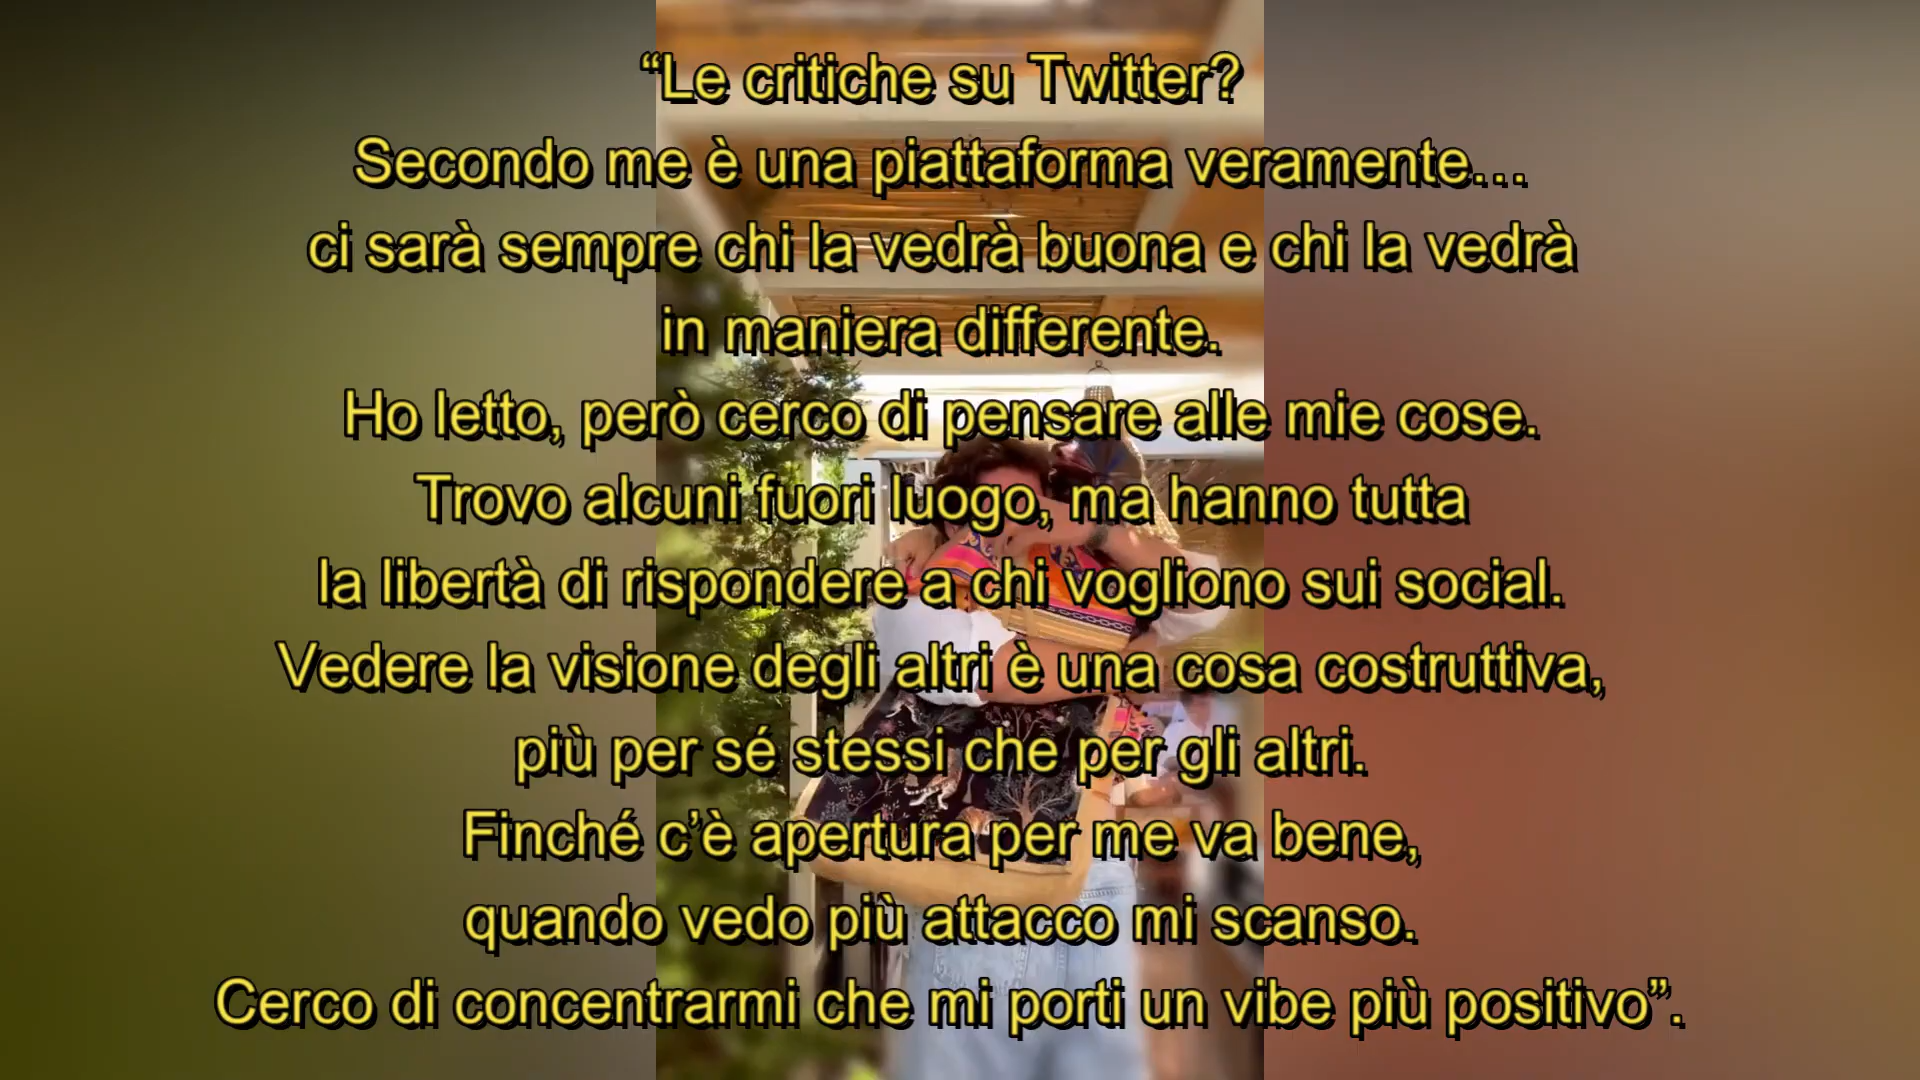 “Le critiche su Twitter?
Secondo me è una piattaforma veramente…
ci sarà sempre chi la vedrà buona e chi la vedrà
in maniera differente.
Ho letto, però cerco di pensare alle mie cose.
Trovo alcuni fuori luogo, ma hanno tutta
la libertà di rispondere a chi vogliono sui social.
Vedere la visione degli altri è una cosa costruttiva,
più per sé stessi che per gli altri.
Finché c’è apertura per me va bene,
quando vedo più attacco mi scanso.
Cerco di concentrarmi che mi porti un vibe più positivo”.